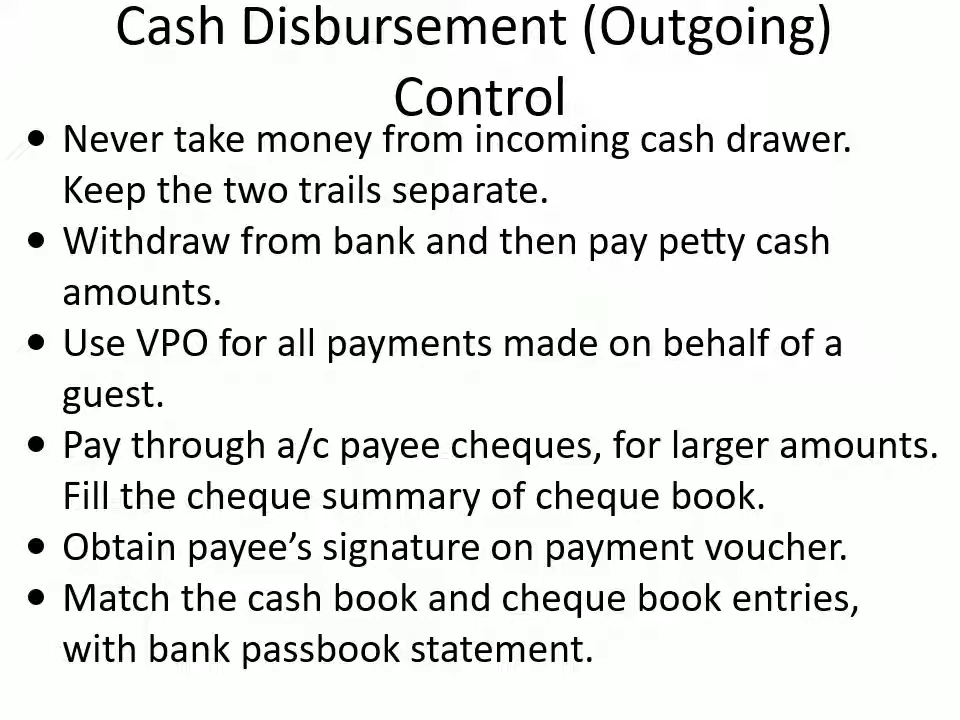 Cash Disbursement (Outgoing)
Control
• Never take money from incoming cash drawer.
Keep the two trails separate.
• Withdraw from bank and then pay petty cash
amounts.
• Use VPO for all payments made on behalf of a
guest.
• Pay through a/c payee cheques, for larger amounts.
Fill the cheque summary of cheque book.
• Obtain payee’s signature on payment voucher.
• Match the cash book and cheque book entries,
with bank passbook statement.